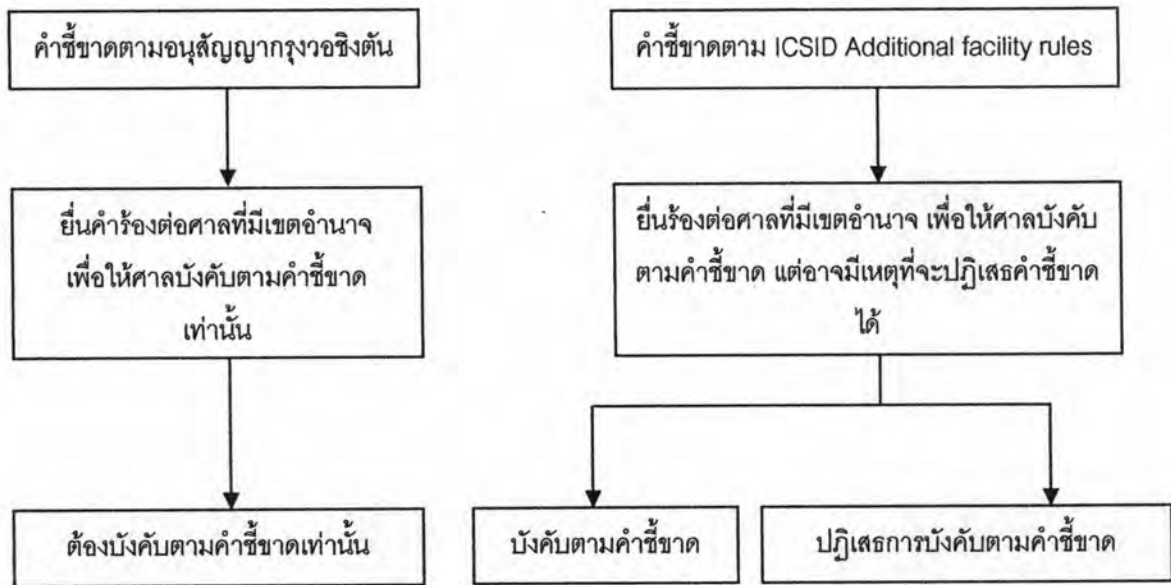 คำชี้ขาดตามอนุสัญญากรุงวอชิงตัน
คำชี้ขาดตาม ICSID Additional facility rules
ยื่นคำร้องต่อศาลที่มีเขตอำนาจ
เพื่อให้ศาลบังคับตามคำชี้ขาด
เท่านั้น
ยื่นร้องต่อศาลที่มีเขตอำนาจ เพื่อให้ศาลบังคับ
ตามคำชี้ขาด แต่อาจมีเหตุที่จะปฏิเสธคำชี้ขาด
ได้
ต้องบังคับตามคำชี้ขาดเท่านั้น
บังคับตามคำชี้ขาด
ปฏิเสธการบังคับตามคำชี้ขาด